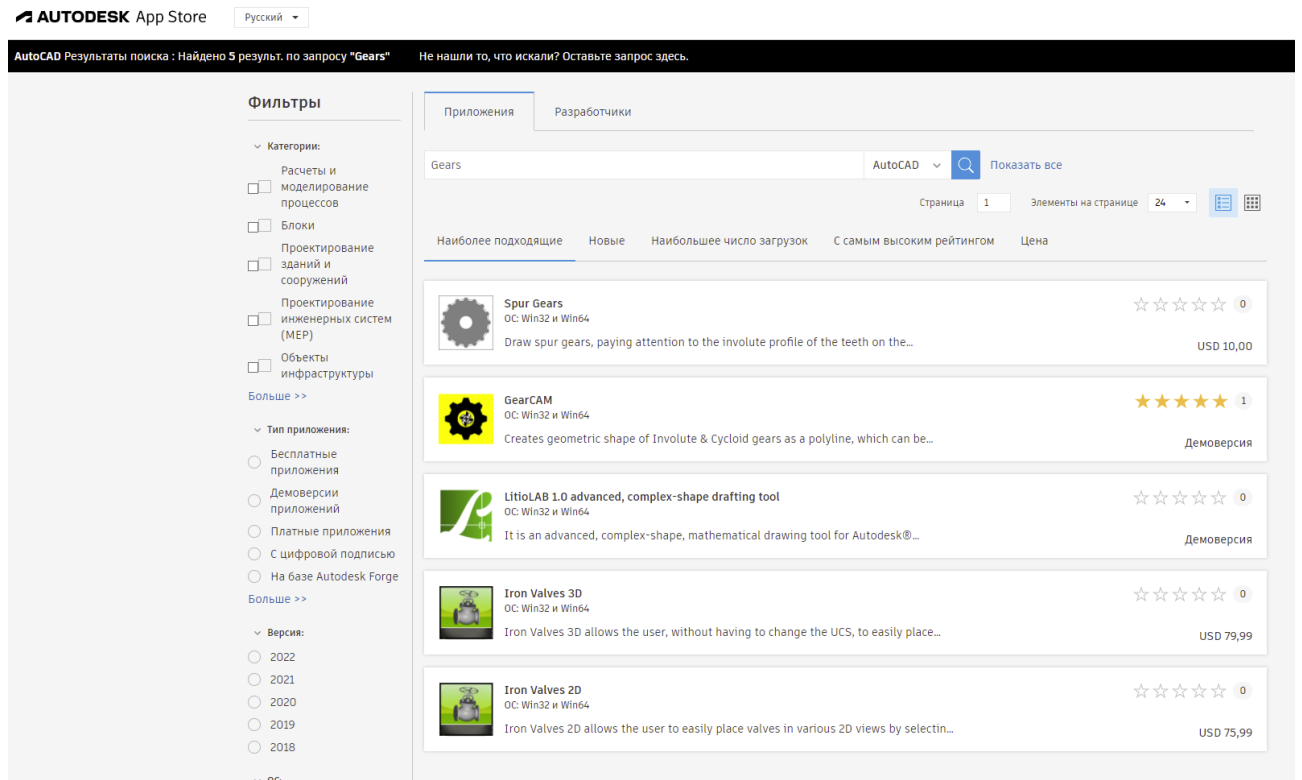 AUTODESK App Store
Русский
AutoCAD Результаты поиска : Найдено 5 результ. по запросу "Gears"
Не нашли то, что искали? Оставьте запрос здесь.
Фильтры
Категории:
Расчеты и
моделирование
процессов
Блоки
Проектирование
зданий и
сооружений
Проектирование
инженерных систем
(MEP)
Объекты
инфраструктуры
Больше >>
Тип приложения:
Бесплатные
приложения
Демоверсии
приложений
Платные приложения
С цифровой подписью
На базе Autodesk Forge
Больше >>
Версия:
2022
2021
2020
2019
2018
ОС:
Приложения
Разработчики
Gears
AutoCAD
Показать все
Страница 1
Элементы на странице 24
Наиболее подходящие
Новые
Наибольшее число загрузок
С самым высоким рейтингом
Цена
Spur Gears
ОС: Win32 и Win64
Draw spur gears, paying attention to the involute profile of the teeth on the...
0
USD 10,00
GearCAM
ОС: Win32 и Win64
Creates geometric shape of Involute & Cycloid gears as a polyline, which can be...
1
Демоверсия
LitioLAB 1.0 advanced, complex-shape drafting tool
ОС: Win32 и Win64
It is an advanced, complex-shape, mathematical drawing tool for Autodesk®...
0
Демоверсия
Iron Valves 3D
ОС: Win32 и Win64
Iron Valves 3D allows the user, without having to change the UCS, to easily place...
0
USD 79,99
Iron Valves 2D
ОС: Win32 и Win64
Iron Valves 2D allows the user to easily place valves in various 2D views by selectin...
0
USD 75,99